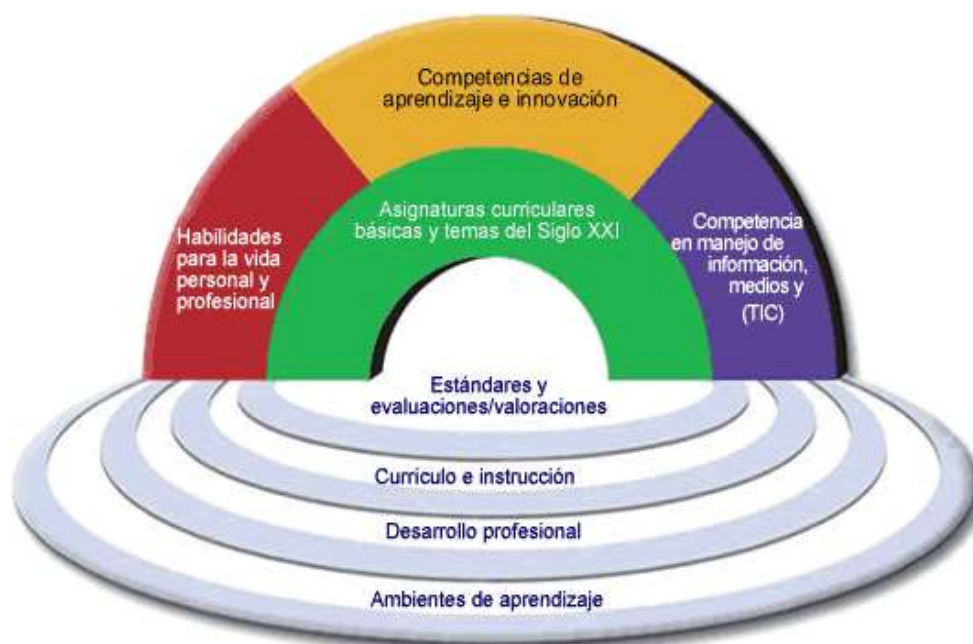 Competencias de
aprendizaje e innovación
Asignaturas curriculares
básicas y temas del Siglo XXI
Habilidades
para la vida
personal y
profesional
Competencia
en manejo de
información,
medios y
(TIC)
Estándares y
evaluaciones/valoraciones
Currículo e instrucción
Desarrollo profesional
Ambientes de aprendizaje